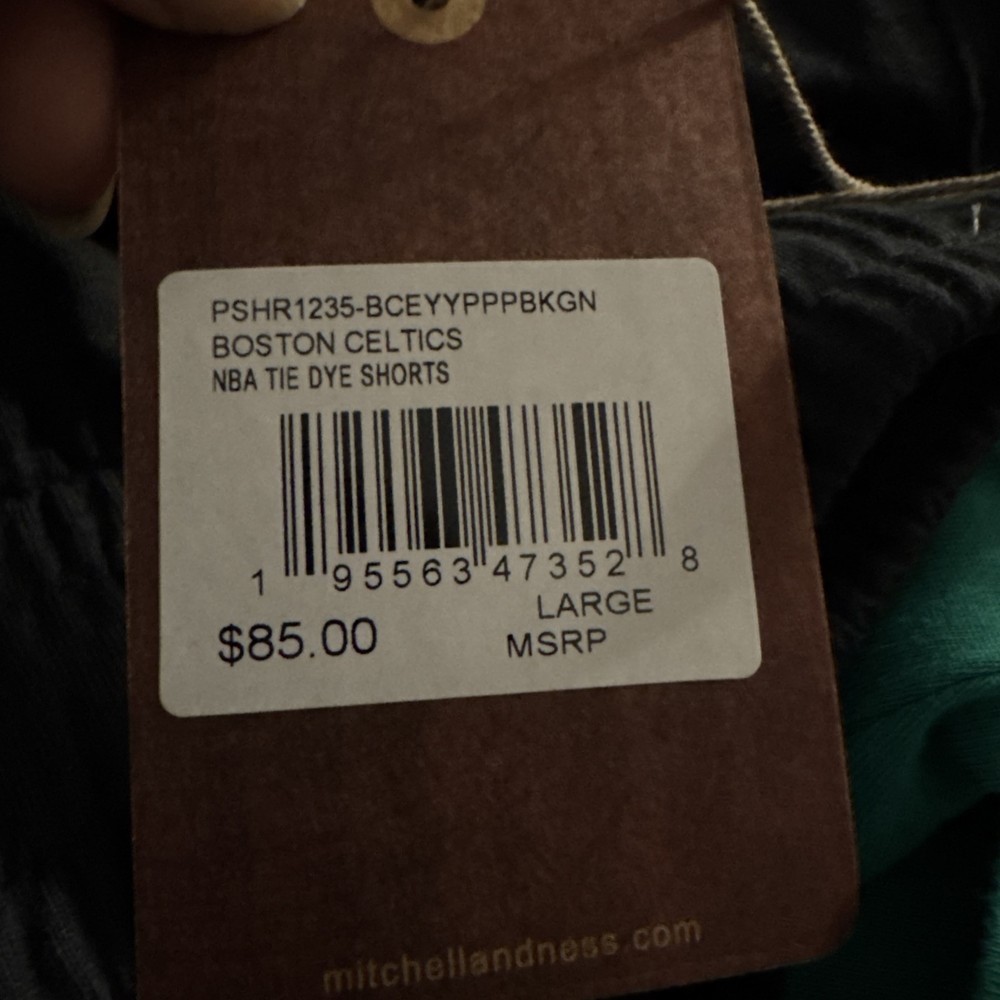 PSHR1235-BCEYYPPPBKGN
BOSTON CELTICS
NBA TIE DYE SHORTS
1 95563 47352 8
LARGE
$85.00 MSRP
mitchellandness.com